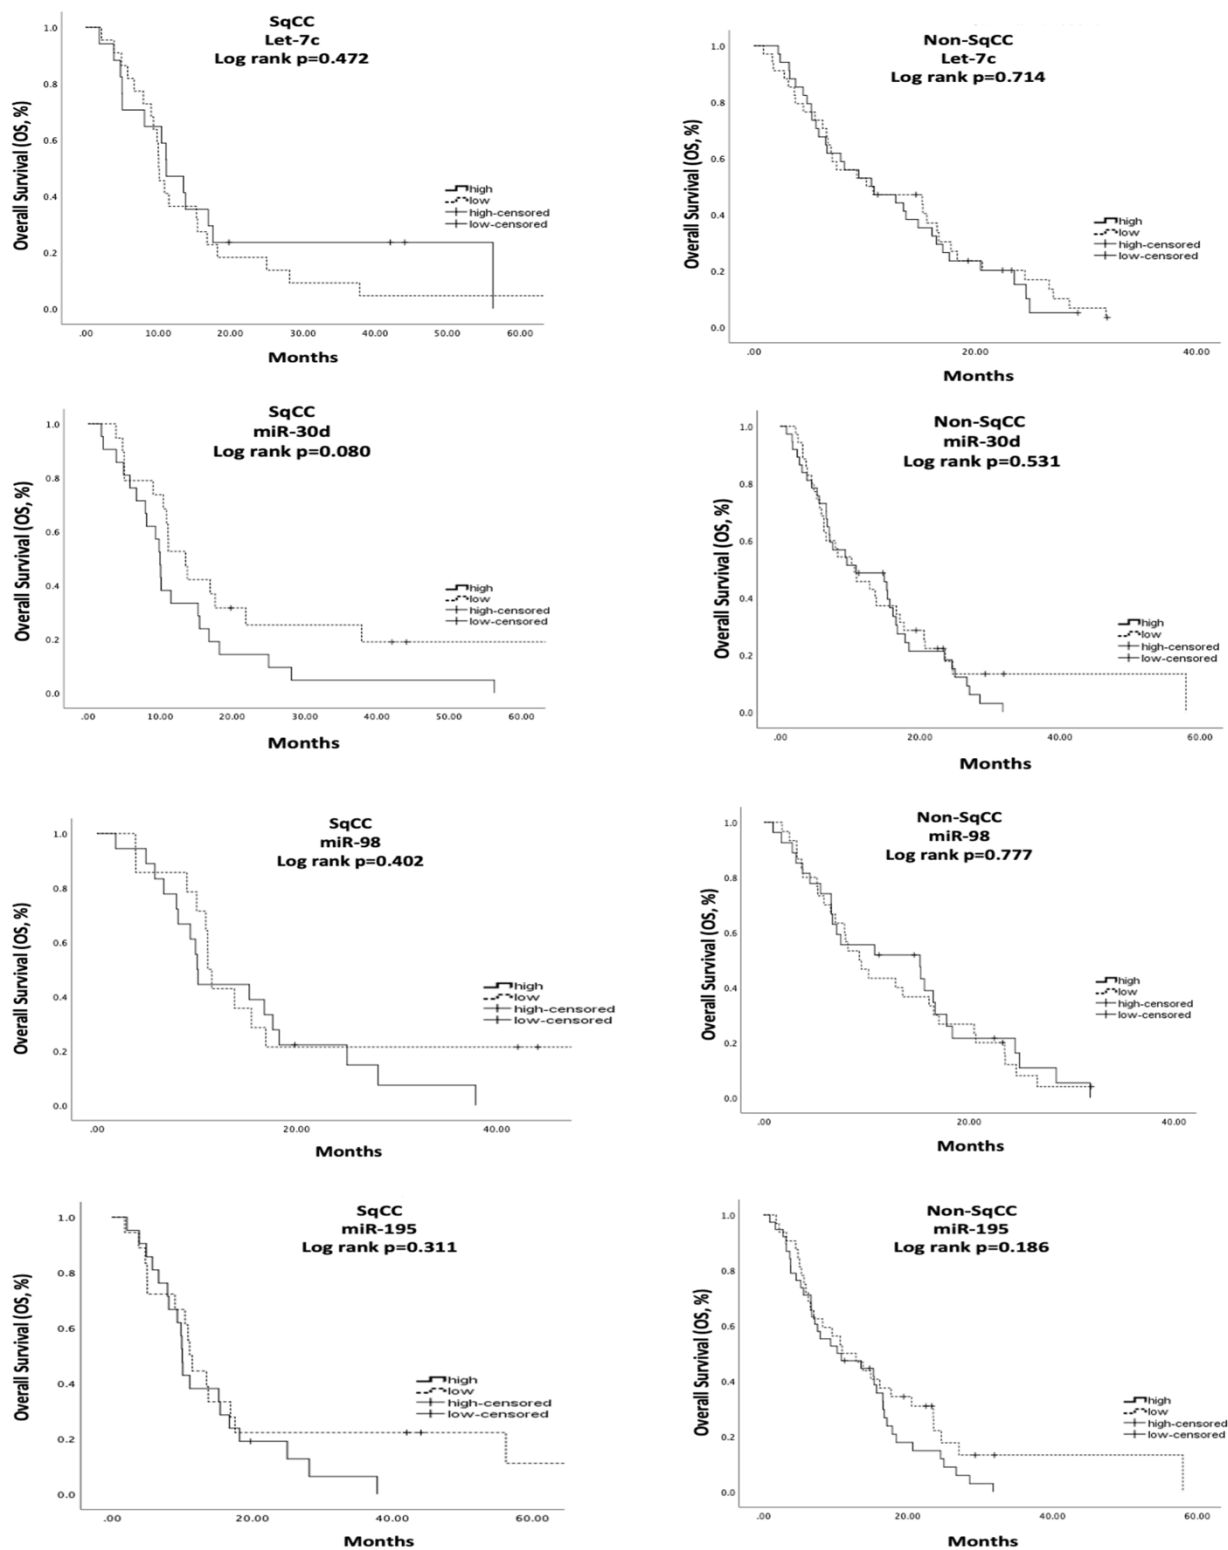 SqCC
Let-7c
Log rank p=0.472
Overall Survival (OS, %)
1.0
0.8
0.6
0.4
0.2
0.0
high
low
high-censored
low-censored
.00 10.00 20.00 30.00 40.00 50.00 60.00
Months
Non-SqCC
Let-7c
Log rank p=0.714
Overall Survival (OS, %)
1.0
0.8
0.6
0.4
0.2
0.0
high
low
high-censored
low-censored
.00 20.00 40.00
Months
SqCC
miR-30d
Log rank p=0.080
Overall Survival (OS, %)
1.0
0.8
0.6
0.4
0.2
0.0
high
low
high-censored
low-censored
.00 10.00 20.00 30.00 40.00 50.00 60.00
Months
Non-SqCC
miR-30d
Log rank p=0.531
Overall Survival (OS, %)
1.0
0.8
0.6
0.4
0.2
0.0
high
low
high-censored
low-censored
.00 20.00 40.00 60.00
Months
SqCC
miR-98
Log rank p=0.402
Overall Survival (OS, %)
1.0
0.8
0.6
0.4
0.2
0.0
high
low
high-censored
low-censored
.00 20.00 40.00
Months
Non-SqCC
miR-98
Log rank p=0.777
Overall Survival (OS, %)
1.0
0.8
0.6
0.4
0.2
0.0
high
low
high-censored
low-censored
.00 20.00 40.00
Months
SqCC
miR-195
Log rank p=0.311
Overall Survival (OS, %)
1.0
0.8
0.6
0.4
0.2
0.0
high
low
high-censored
low-censored
.00 20.00 40.00 60.00
Months
Non-SqCC
miR-195
Log rank p=0.186
Overall Survival (OS, %)
1.0
0.8
0.6
0.4
0.2
0.0
high
low
high-censored
low-censored
.00 20.00 40.00 60.00
Months